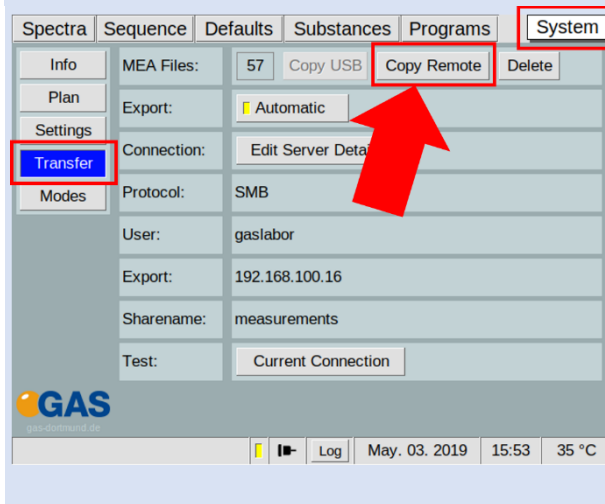 Spectra Sequence Defaults Substances Programs System
Info MEA Files: 57 Copy USB Copy Remote Delete
Plan Export: Automatic
Settings
Transfer Connection: Edit Server
Modes Protocol: SMB
User: gaslabor
Export: 192.168.100.16
Sharename: measurements
Test: Current Connection
GAS
gas-dortmund.de
Log May. 03. 2019 15:53 35 °C